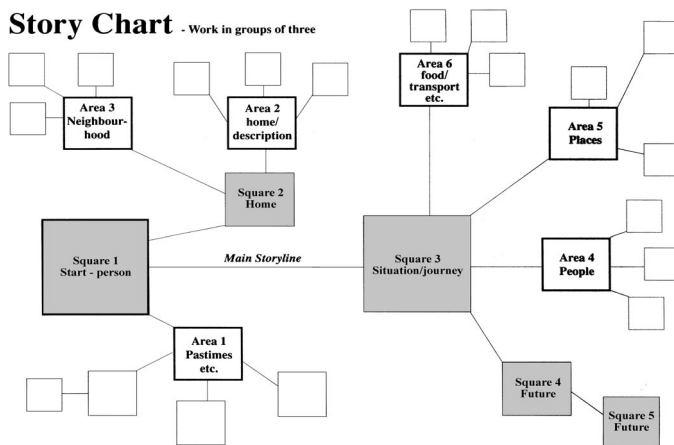 Story Chart - Work in groups of three
Area 3
Neighbour-
hood
Area 2
home/
description
Area 6
food/
transport
etc.
Area 5
Places
Square 2
Home
Square 1
Start - person
Main Storyline
Square 3
Situation/journey
Area 4
People
Area 1
Pastimes
etc.
Square 4
Future
Square 5
Future